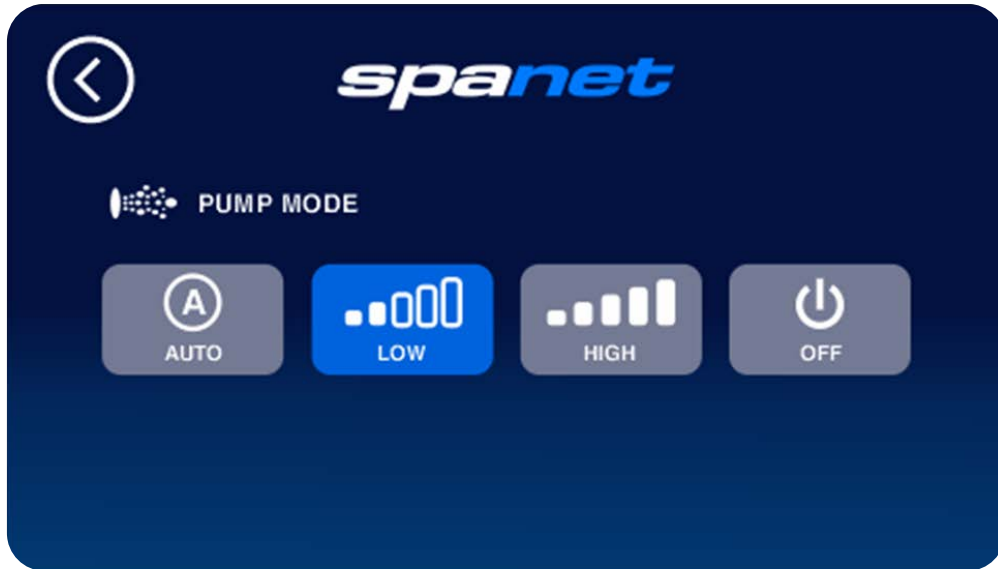 spanet
PUMP MODE
A
AUTO
LOW
HIGH
OFF